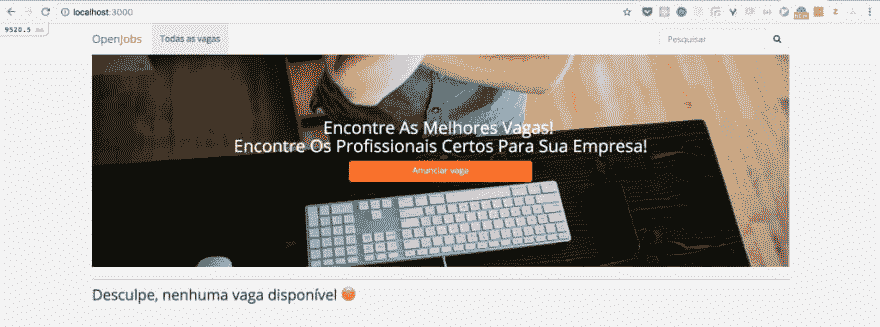 localhost:3000
9520.5 ms
OpenJobs
Todas as vagas
Pesquisar
Encontre As Melhores Vagas!
Encontre Os Profissionais Certos Para Sua Empresa!
Anunciar vaga
Desculpe, nenhuma vaga disponível